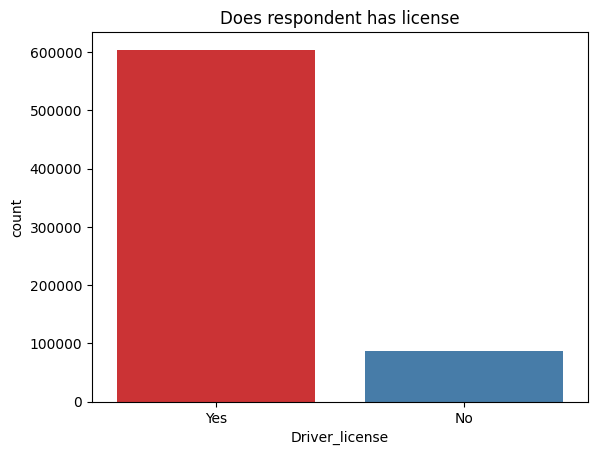 Does respondent has license
600000
500000
400000
300000
200000
100000
0
count
Yes
No
Driver_license